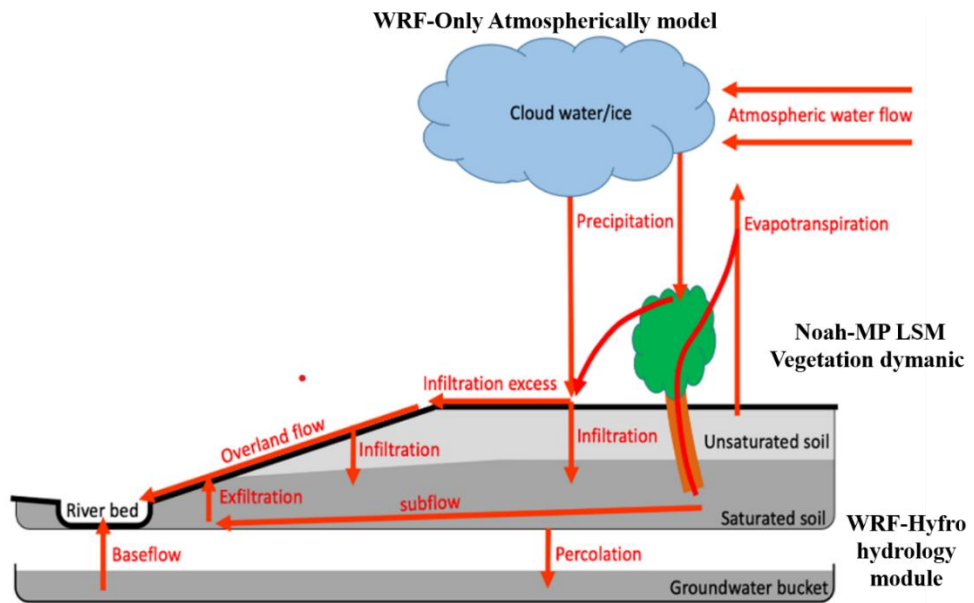 WRF-Only Atmospherically model
Cloud water/ice
Atmospheric water flow
Precipitation
Evapotranspiration
Noah-MP LSM
Vegetation dymanic
Infiltration excess
Overland flow
Infiltration
Infiltration
Unsaturated soil
River bed
Exfiltration
subflow
Saturated soil
WRF-Hyfro
hydrology
module
Baseflow
Percolation
Groundwater bucket